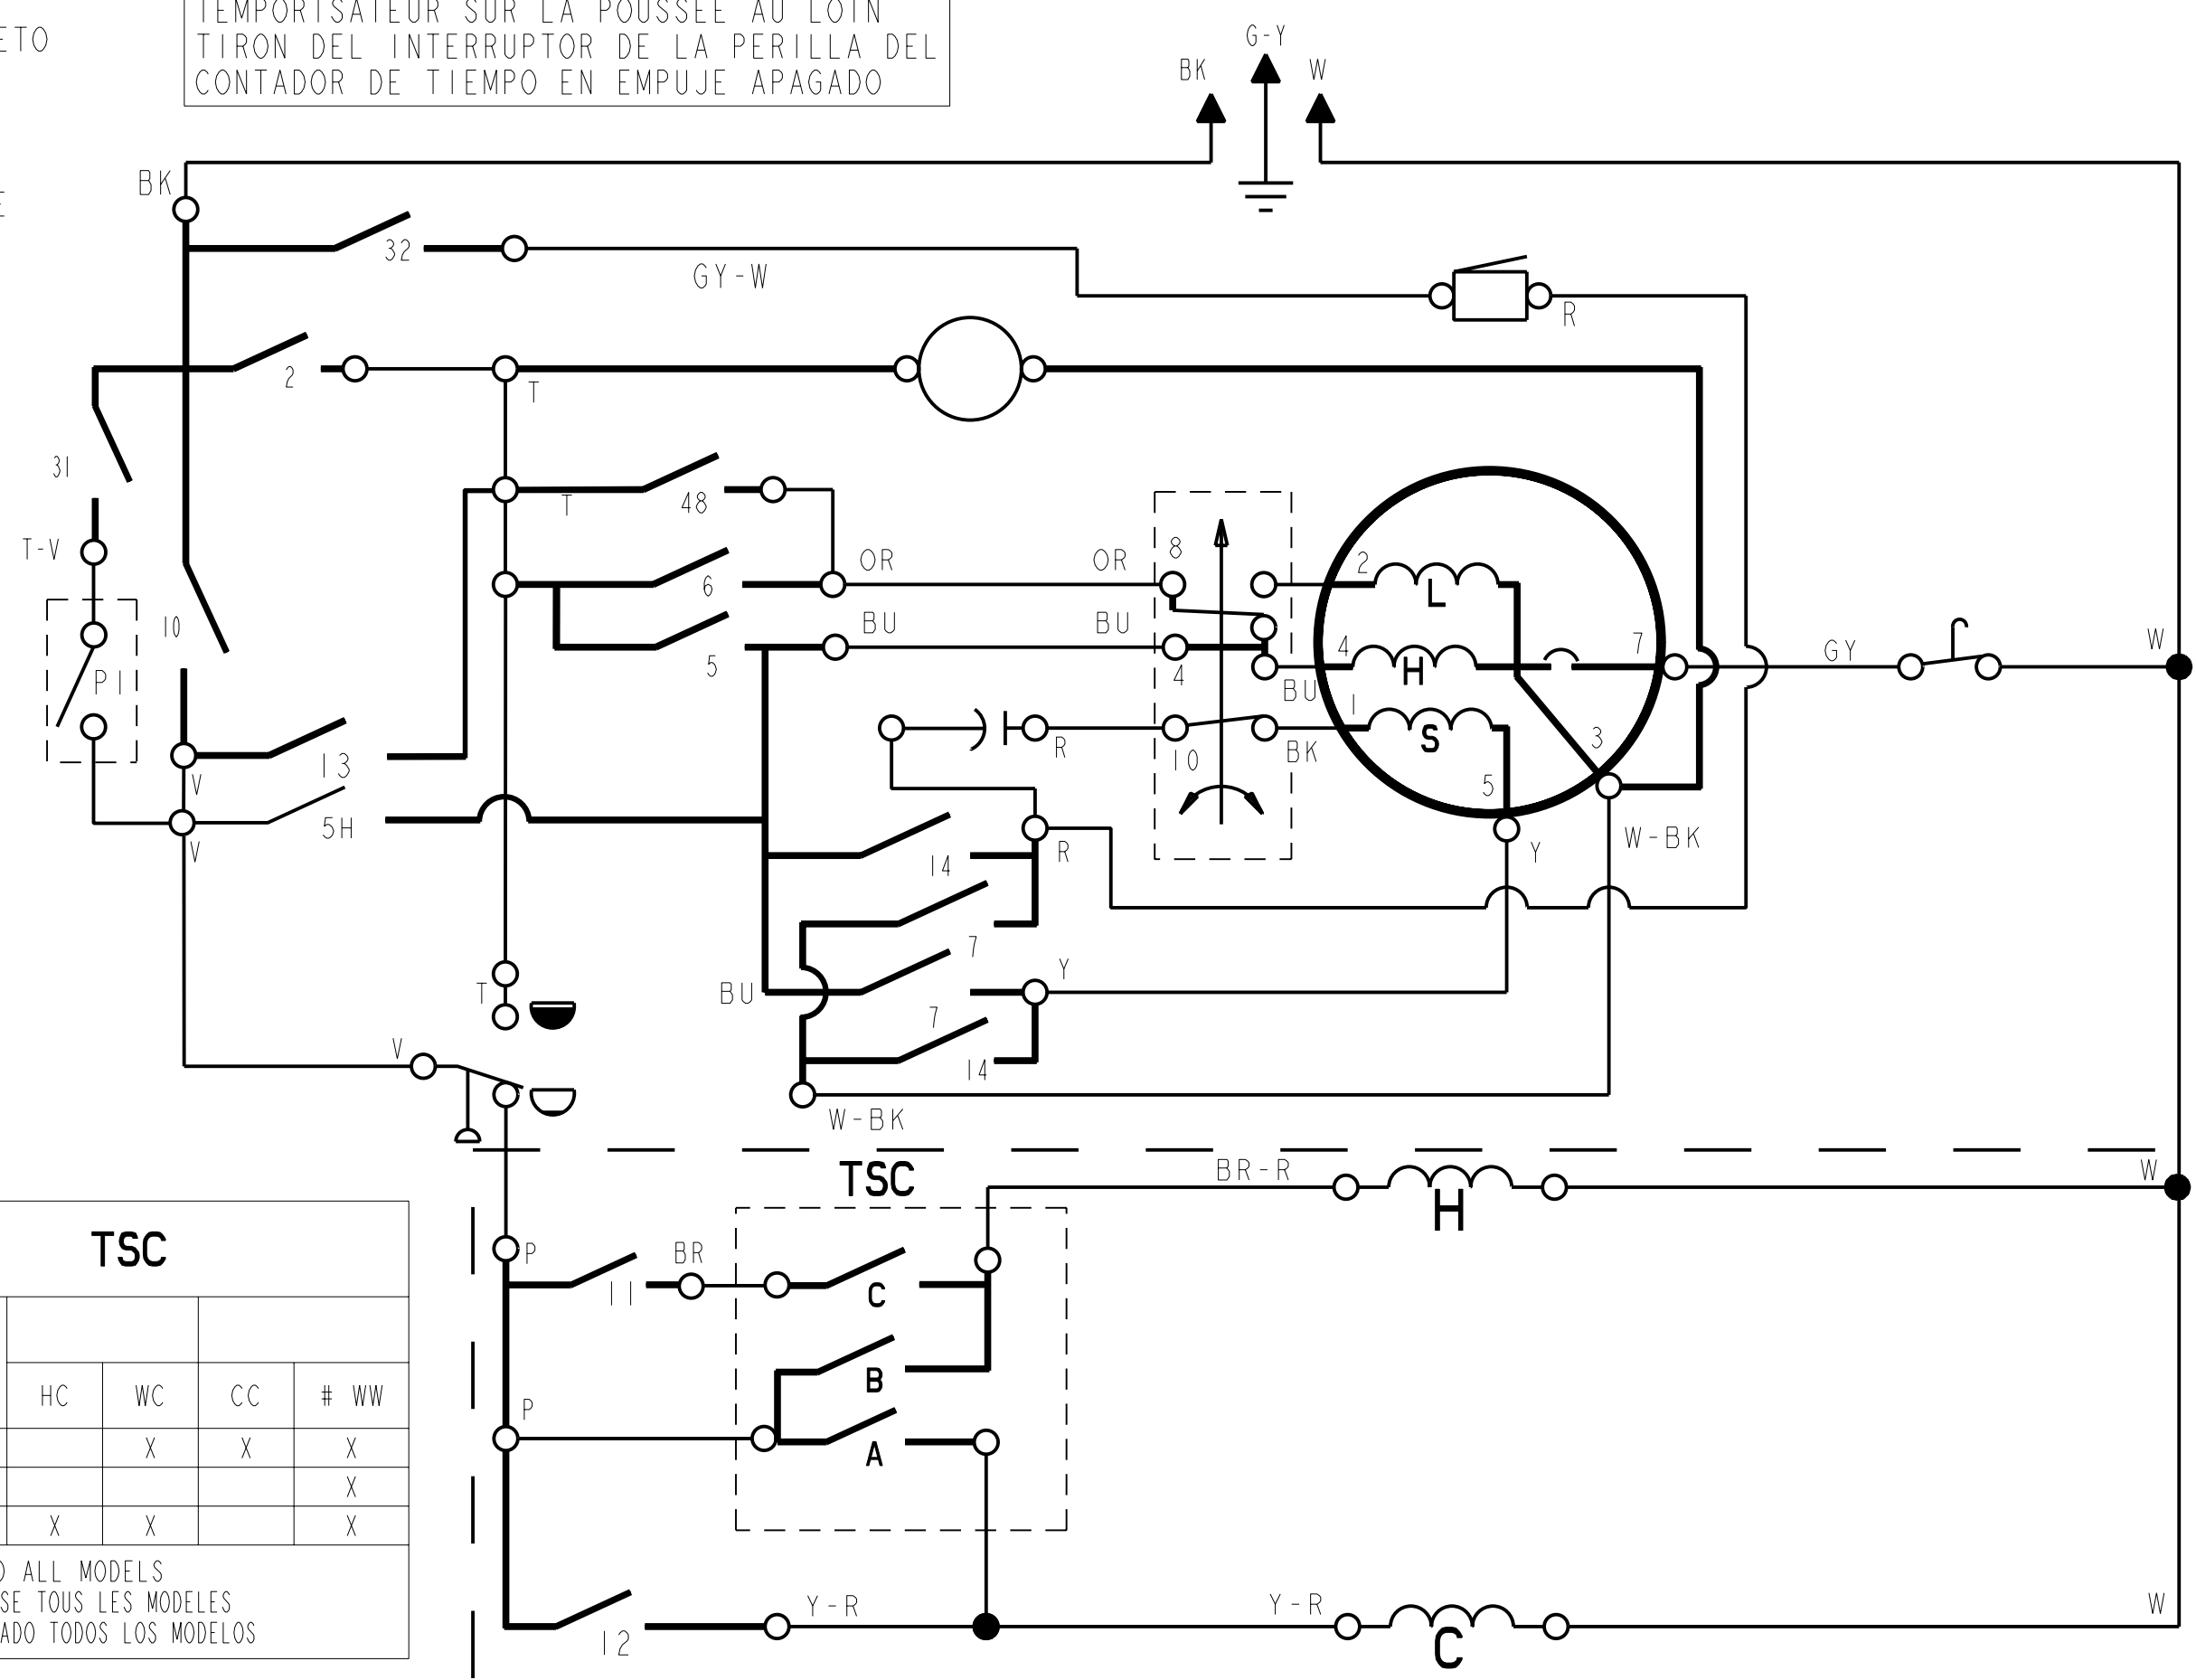 TEMPORISATEUR SUR LA POUSSEE AU LOIN
ETO
TIRON DEL INTERRUPTOR DE LA PERILLA DEL
CONTADOR DE TIEMPO EN EMPUJE APAGADO
G-Y
BK
W
BK
E
32
GY-W
R
2
T
31
T
48
T-V
OR
OR
8
2
L
6
10
BU
BU
4
H
7
GY
W
P1
5
4
BU
1
S
3
13
V
R
10
BK
5
5H
V
14
R
Y
W-BK
7
Y
T
BU
7
V
14
W-BK
TSC
BR-R
W
H
TSC
P
BR
11
C
HC
WC
CC
# WW
B
P
X
X
X
A
X
X
X
X
O ALL MODELS
SE TOUS LES MODELES
ADO TODOS LOS MODELOS
Y-R
Y-R
W
12
C